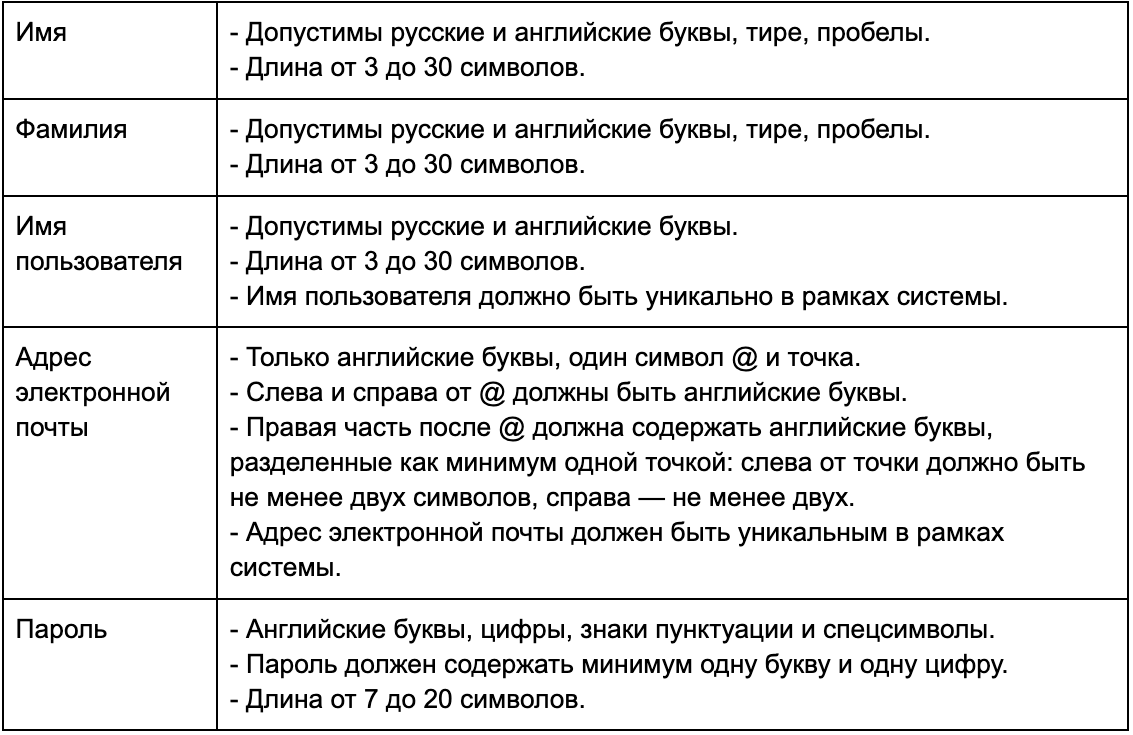 Имя
- Допустимы русские и английские буквы, тире, пробелы.
- Длина от 3 до 30 символов.
Фамилия
- Допустимы русские и английские буквы, тире, пробелы.
- Длина от 3 до 30 символов.
Имя
пользователя
- Допустимы русские и английские буквы.
- Длина от 3 до 30 символов.
- Имя пользователя должно быть уникально в рамках системы.
Адрес
электронной
почты
- Только английские буквы, один символ @ и точка.
- Слева и справа от @ должны быть английские буквы.
- Правая часть после @ должна содержать английские буквы,
разделенные как минимум одной точкой: слева от точки должно быть
не менее двух символов, справа — не менее двух.
- Адрес электронной почты должен быть уникальным в рамках
системы.
Пароль
- Английские буквы, цифры, знаки пунктуации и спецсимволы.
- Пароль должен содержать минимум одну букву и одну цифру.
- Длина от 7 до 20 символов.